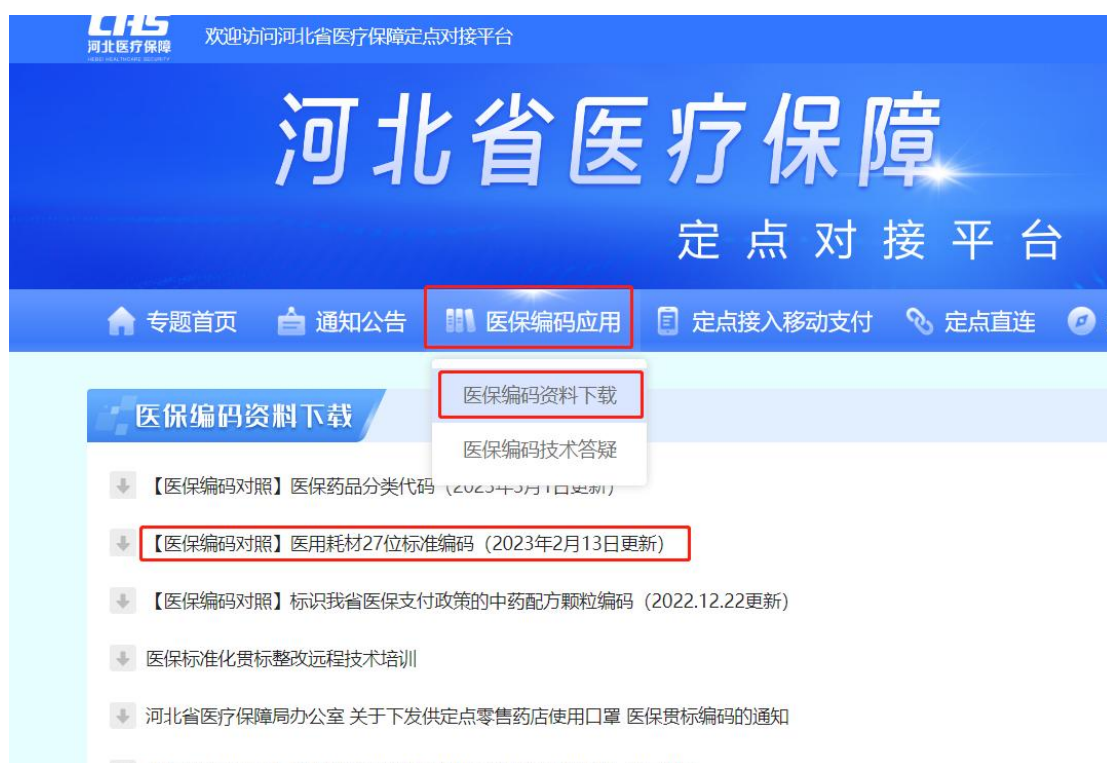 CHS
河北医疗保障
欢迎访问河北省医疗保障定点对接平台
河北省医疗保障
定点对接平台
专题首页 通知公告 医保编码应用 定点接入移动支付 定点直连
医保编码资料下载
医保编码技术答疑
医保编码资料下载
【医保编码对照】医保药品分类代码
【医保编码对照】医用耗材27位标准编码（2023年2月13日更新）
【医保编码对照】标识我省医保支付政策的中药配方颗粒编码（2022.12.22更新）
医保标准化贯标整改远程技术培训
河北省医疗保障局办公室 关于下发供定点零售药店使用口罩 医保贯标编码的通知